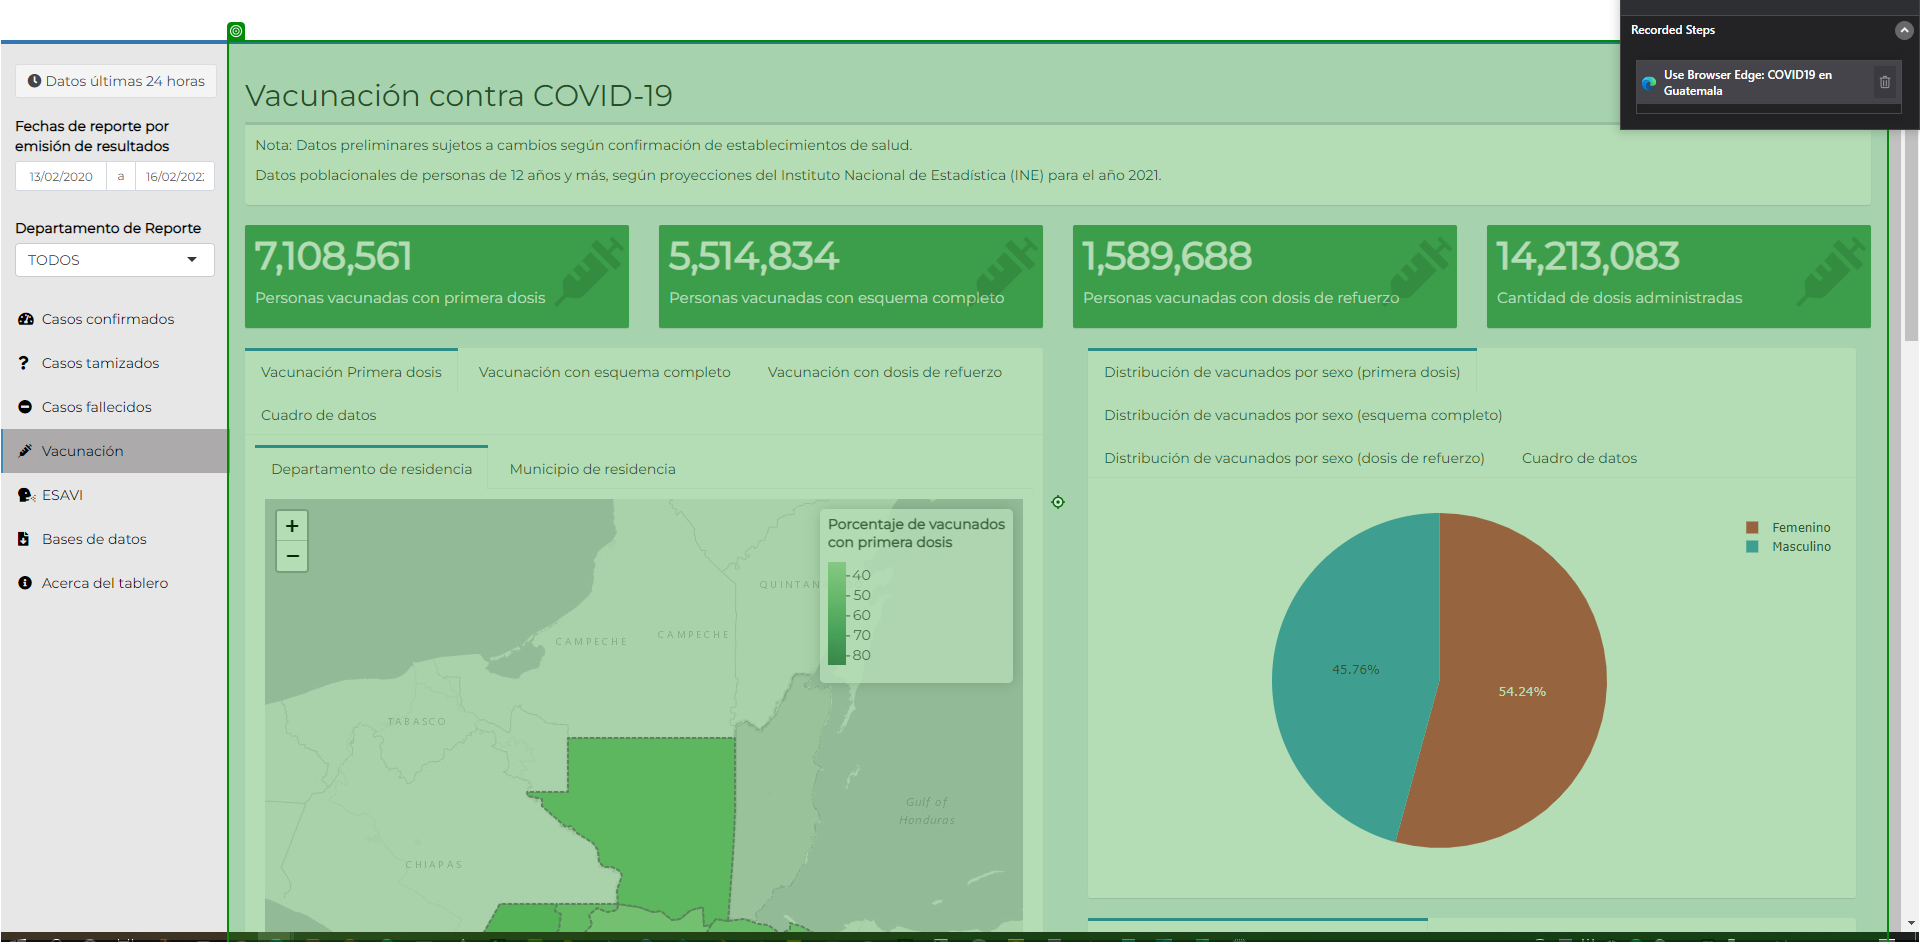 Recorded Steps
Use Browser Edge: COVID19 en
Guatemala
Datos últimas 24 horas
Fechas de reporte por
emisión de resultados
13/02/2020 a 16/02/202
Departamento de Reporte
TODOS
Casos confirmados
Casos tamizados
Casos fallecidos
Vacunación
ESAVI
Bases de datos
Acerca del tablero
Vacunación contra COVID-19
Nota: Datos preliminares sujetos a cambios según confirmación de establecimientos de salud.
Datos poblacionales de personas de 12 años y más, según proyecciones del Instituto Nacional de Estadística (INE) para el año 2021.
7,108,561
Personas vacunadas con primera dosis
5,514,834
Personas vacunadas con esquema completo
1,589,688
Personas vacunadas con dosis de refuerzo
14,213,083
Cantidad de dosis administradas
Vacunación Primera dosis Vacunación con esquema completo Vacunación con dosis de refuerzo
Cuadro de datos
Departamento de residencia Municipio de residencia
+
−
Porcentaje de vacunados
con primera dosis
40
50
60
70
80
QUINTAN
CAMPECHE CAMPECHE
TABASCO
CHIAPAS
Gulf of
Honduras
Distribución de vacunados por sexo (primera dosis)
Distribución de vacunados por sexo (esquema completo)
Distribución de vacunados por sexo (dosis de refuerzo) Cuadro de datos
Femenino
Masculino
45.76%
54.24%